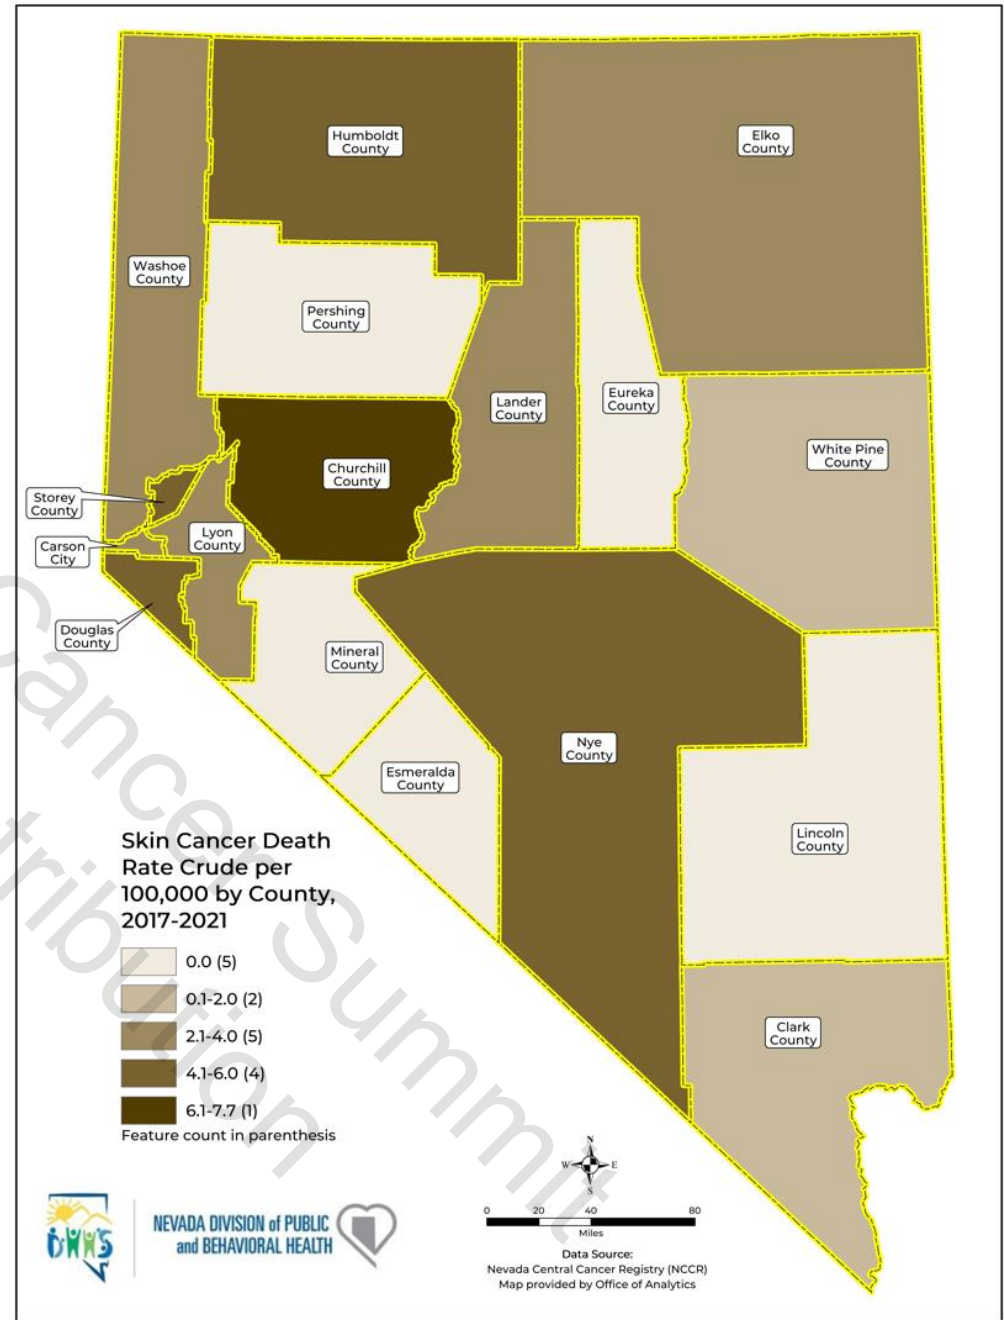 Humboldt
County
Elko
County
Washoe
County
Pershing
County
Lander
County
Eureka
County
White Pine
County
Churchill
County
Storey
County
Lyon
County
Carson
City
Douglas
County
Mineral
County
Nye
County
Esmeralda
County
Lincoln
County
Clark
County
Skin Cancer Death
Rate Crude per
100,000 by County,
2017-2021
0.0 (5)
0.1-2.0 (2)
2.1-4.0 (5)
4.1-6.0 (4)
6.1-7.7 (1)
Feature count in parenthesis
N
W E
S
0 20 40 80
Miles
Data Source:
Nevada Central Cancer Registry (NCCR)
Map provided by Office of Analytics
DHHS
NEVADA DIVISION of PUBLIC
and BEHAVIORAL HEALTH
Cancer Summit
tribution